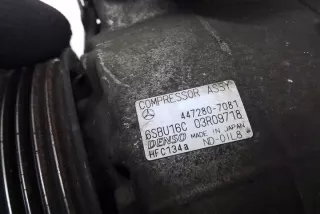 COMPRESSOR ASSY
447280-7081
6SBU16C 03R09718
DENSO MADE IN JAPAN
HFC134a ND-OIL8